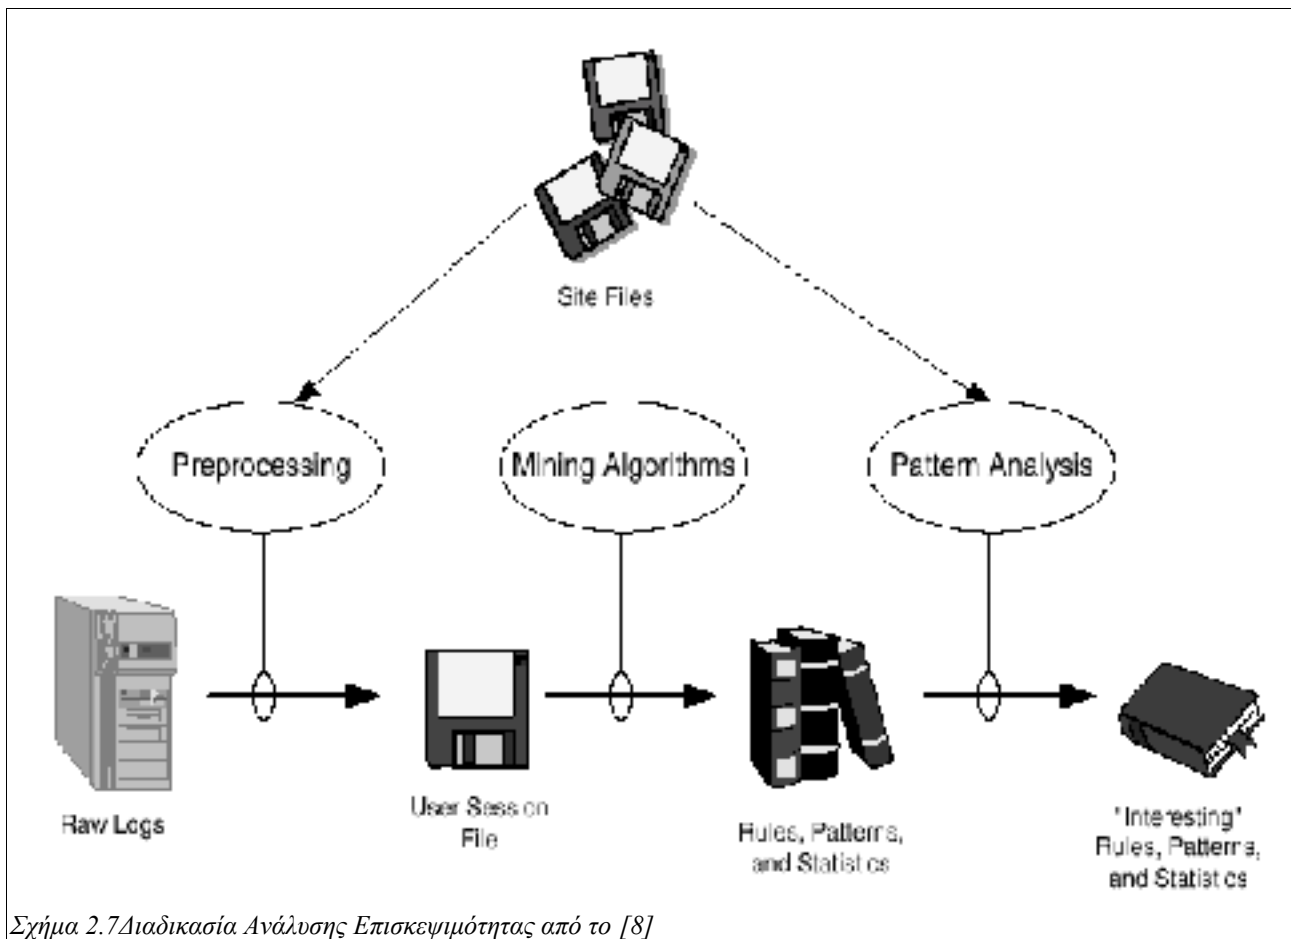 Site Files
Preprocessing
Mining Algorithms
Pattern Analysis
Raw Logs
User Session
File
Rules, Patterns,
and Statistics
"Interesting"
Rules, Patterns,
and Statistics
Σχήμα 2.7Διαδικασία Ανάλυσης Επισκεψιμότητας από το [8]